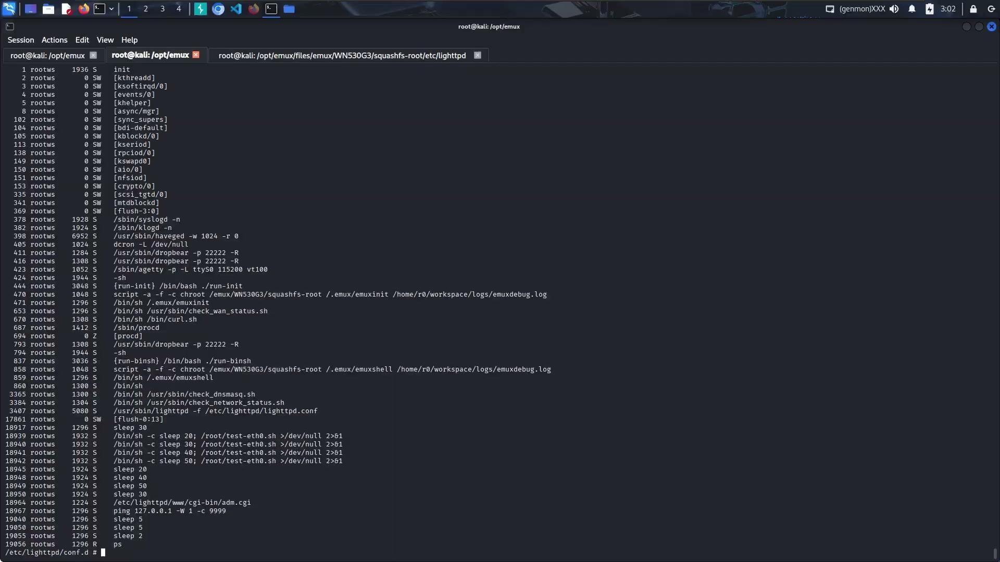 1 2 3 4 (genmon)XXX 3:02
root@kali: /opt/emux
Session Actions Edit View Help
root@kali: /opt/emux root@kali: /opt/emux root@kali: /opt/emux/files/emux/WN530G3/squashfs-root/etc/lighttpd
1 rootws 1936 S init
2 rootws 0 SW [kthreadd]
3 rootws 0 SW [ksoftirqd/0]
4 rootws 0 SW [events/0]
5 rootws 0 SW [khelper]
8 rootws 0 SW [async/mgr]
102 rootws 0 SW [sync_supers]
104 rootws 0 SW [bdi-default]
105 rootws 0 SW [kblockd/0]
113 rootws 0 SW [kseriod]
138 rootws 0 SW [rpciod/0]
149 rootws 0 SW [kswapd0]
150 rootws 0 SW [aio/0]
151 rootws 0 SW [nfsiod]
153 rootws 0 SW [crypto/0]
335 rootws 0 SW [scsi_tgtd/0]
341 rootws 0 SW [mtdblockd]
369 rootws 0 SW [flush-3:0]
378 rootws 1928 S /sbin/syslogd -n
382 rootws 1924 S /sbin/klogd -n
398 rootws 6952 S /usr/sbin/haveged -w 1024 -r 0
405 rootws 1024 S dcron -L /dev/null
411 rootws 1284 S /usr/sbin/dropbear -p 22222 -R
416 rootws 1308 S /usr/sbin/dropbear -p 22222 -R
423 rootws 1052 S /sbin/agetty -p -L ttyS0 115200 vt100
424 rootws 1944 S -sh
444 rootws 3048 S {run-init} /bin/bash ./run-init
470 rootws 1048 S script -a -f -c chroot /emux/WN530G3/squashfs-root /.emux/emuxinit /home/r0/workspace/logs/emuxdebug.log
471 rootws 1296 S /bin/sh /.emux/emuxinit
653 rootws 1296 S /bin/sh /usr/sbin/check_wan_status.sh
670 rootws 1308 S /bin/sh /bin/curl.sh
687 rootws 1412 S /sbin/procd
694 rootws 0 Z [procd]
793 rootws 1308 S /usr/sbin/dropbear -p 22222 -R
794 rootws 1944 S -sh
837 rootws 3036 S {run-binsh} /bin/bash ./run-binsh
858 rootws 1048 S script -a -f -c chroot /emux/WN530G3/squashfs-root /.emux/emuxshell /home/r0/workspace/logs/emuxdebug.log
859 rootws 1296 S /bin/sh /.emux/emuxshell
860 rootws 1300 S /bin/sh
3365 rootws 1300 S /bin/sh /usr/sbin/check_dnsmasq.sh
3384 rootws 1304 S /bin/sh /usr/sbin/check_network_status.sh
3407 rootws 5080 S /usr/sbin/lighttpd -f /etc/lighttpd/lighttpd.conf
17861 rootws 0 SW [flush-0:13]
18917 rootws 1296 S sleep 30
18939 rootws 1932 S /bin/sh -c sleep 20; /root/test-eth0.sh >/dev/null 2>&1
18940 rootws 1932 S /bin/sh -c sleep 30; /root/test-eth0.sh >/dev/null 2>&1
18941 rootws 1932 S /bin/sh -c sleep 40; /root/test-eth0.sh >/dev/null 2>&1
18942 rootws 1932 S /bin/sh -c sleep 50; /root/test-eth0.sh >/dev/null 2>&1
18945 rootws 1924 S sleep 20
18948 rootws 1924 S sleep 40
18949 rootws 1924 S sleep 50
18950 rootws 1924 S sleep 30
18964 rootws 1224 S /etc/lighttpd/www/cgi-bin/adm.cgi
18967 rootws 1296 S ping 127.0.0.1 -W 1 -c 9999
19040 rootws 1296 S sleep 5
19050 rootws 1296 S sleep 5
19055 rootws 1296 S sleep 2
19056 rootws 1296 R ps
/etc/lighttpd/conf.d #